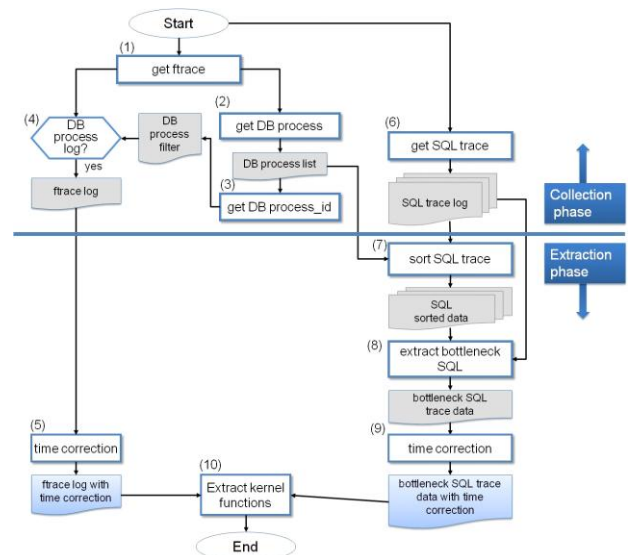 Start
(1)
get ftrace
(4)
DB
process
log?
yes
DB
process
filter
(2)
get DB process
DB process list
(3)
get DB process_id
ftrace log
(6)
get SQL trace
SQL trace log
Collection
phase
(7)
sort SQL trace
Extraction
phase
SQL
sorted data
(8)
extract bottleneck
SQL
bottleneck SQL
trace data
(5)
time correction
ftrace log with
time correction
(9)
time correction
bottleneck SQL trace
data with time
correction
(10)
Extract kernel
functions
End